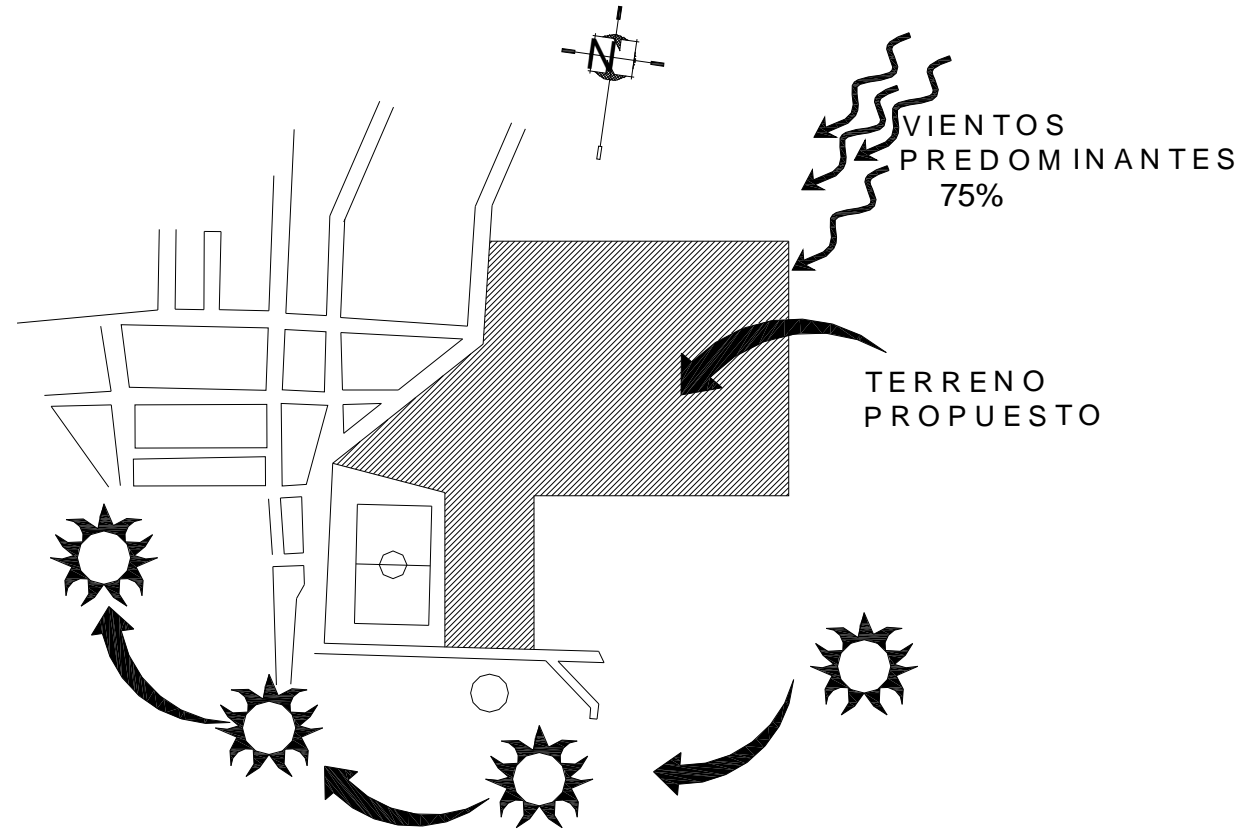 N
VIENTOS
PREDOMINANTES
75%
TERRENO
PROPUESTO